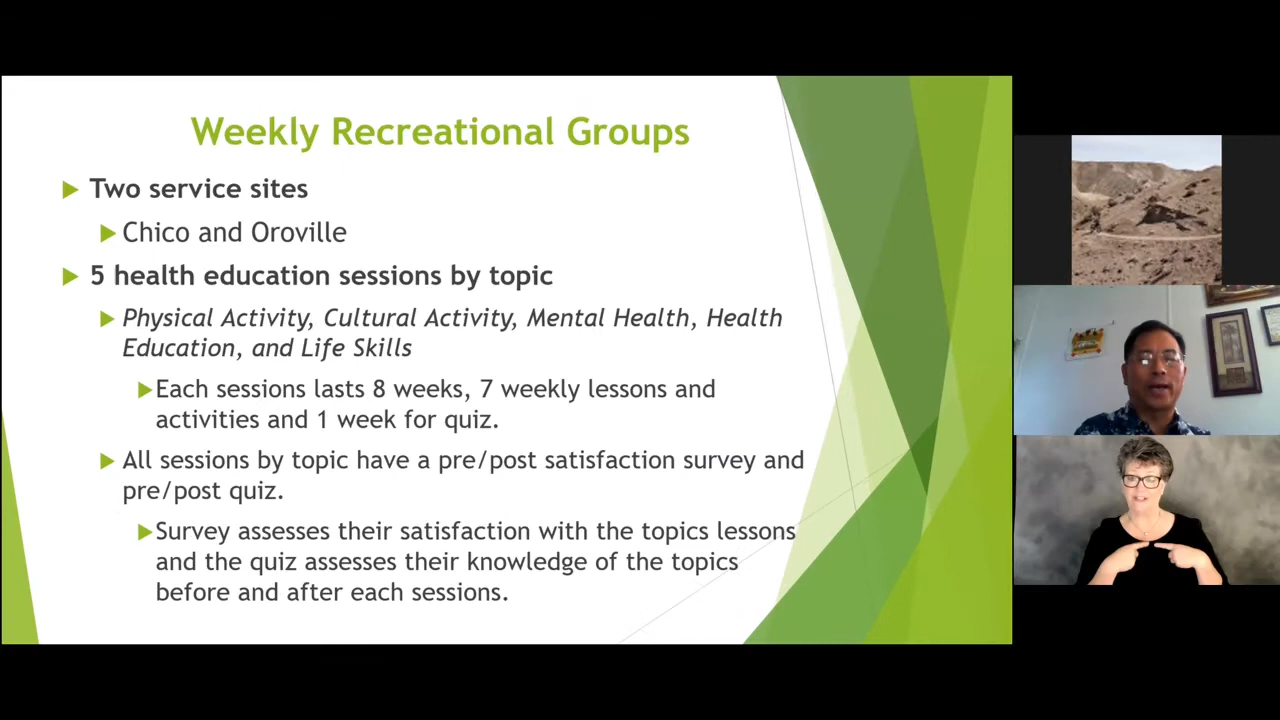 Weekly Recreational Groups
Two service sites
Chico and Oroville
5 health education sessions by topic
Physical Activity, Cultural Activity, Mental Health, Health
Education, and Life Skills
Each sessions lasts 8 weeks, 7 weekly lessons and
activities and 1 week for quiz.
All sessions by topic have a pre/post satisfaction survey and
pre/post quiz.
Survey assesses their satisfaction with the topics lessons
and the quiz assesses their knowledge of the topics
before and after each sessions.